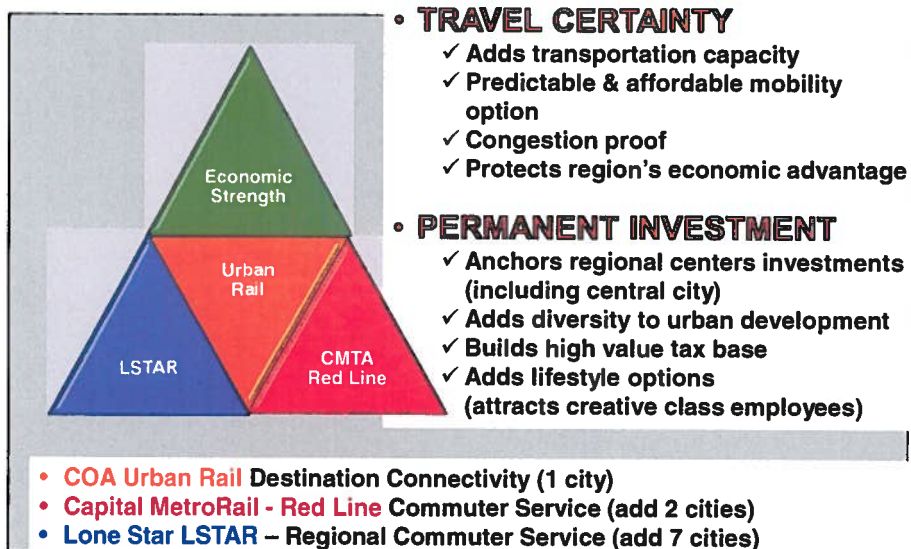 • TRAVEL CERTAINTY
✓ Adds transportation capacity
✓ Predictable & affordable mobility
option
✓ Congestion proof
✓ Protects region's economic advantage
• PERMANENT INVESTMENT
✓ Anchors regional centers investments
(including central city)
✓ Adds diversity to urban development
✓ Builds high value tax base
✓ Adds lifestyle options
(attracts creative class employees)
Economic
Strength
Urban
Rail
LSTAR
CMTA
Red Line
• COA Urban Rail Destination Connectivity (1 city)
• Capital MetroRail - Red Line Commuter Service (add 2 cities)
• Lone Star LSTAR – Regional Commuter Service (add 7 cities)